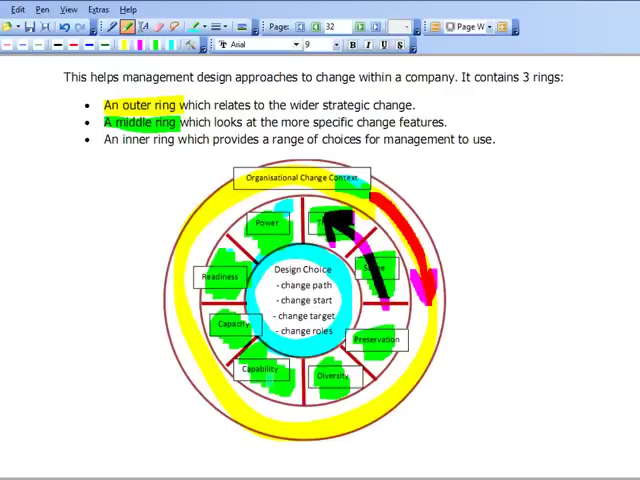 Edit Pen View Extras Help
Page: 32 Page W
Arial 9 B I U S
This helps management design approaches to change within a company. It contains 3 rings:
An outer ring which relates to the wider strategic change.
A middle ring which looks at the more specific change features.
An inner ring which provides a range of choices for management to use.
Organisational Change Context
Power
Readiness
Design Choice
- change path
- change start
- change target
- change roles
Capacity
Preservation
Capability
Diversity